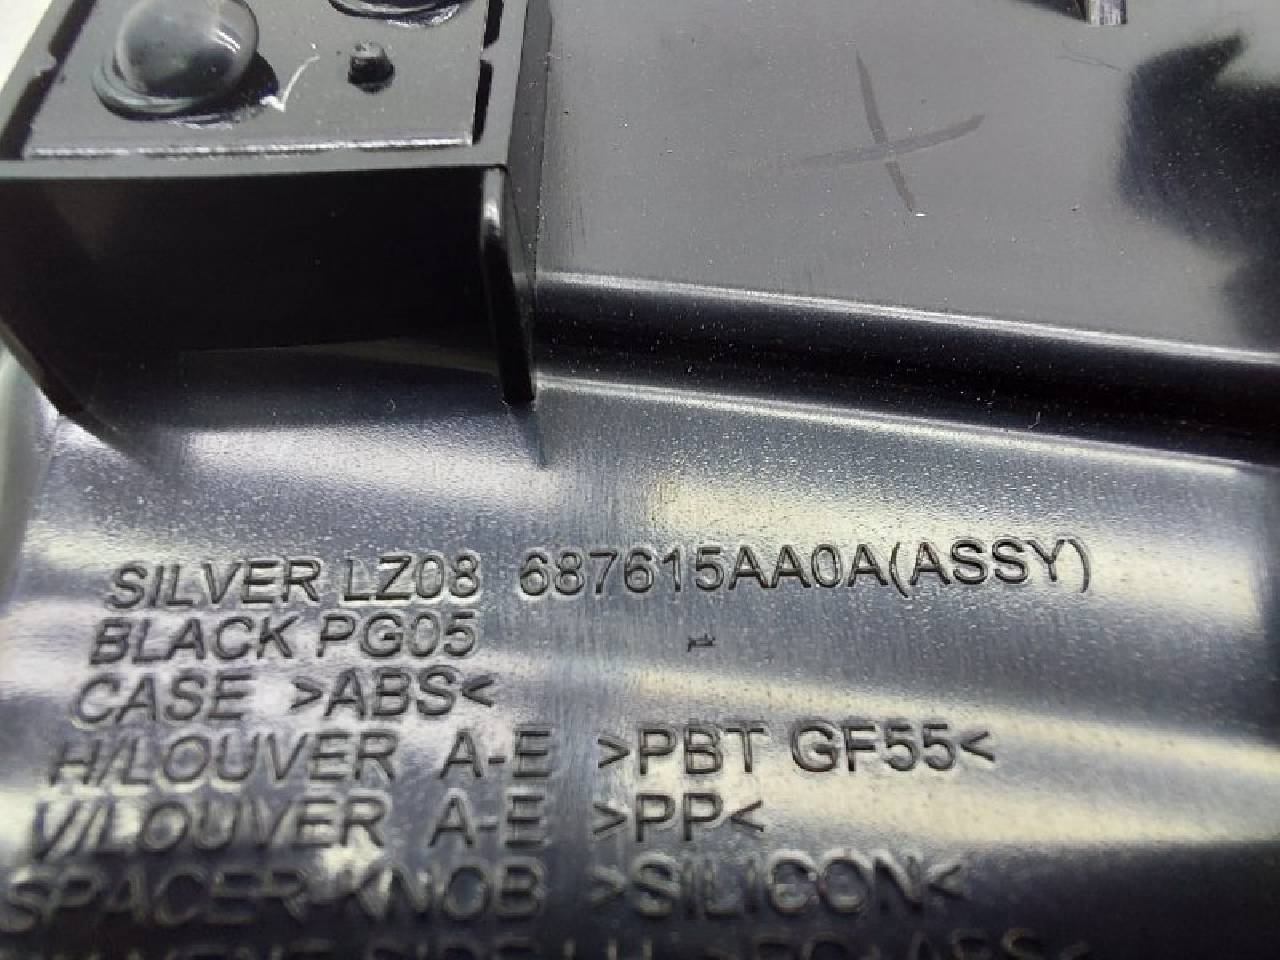 SILVER LZ08 687615AA0A(ASSY)
BLACK PG05
CASE >ABS<
H/LOUVER A-E >PBT GF55<
V/LOUVER A-E >PP<
SPACER-KNOB >SILICON<